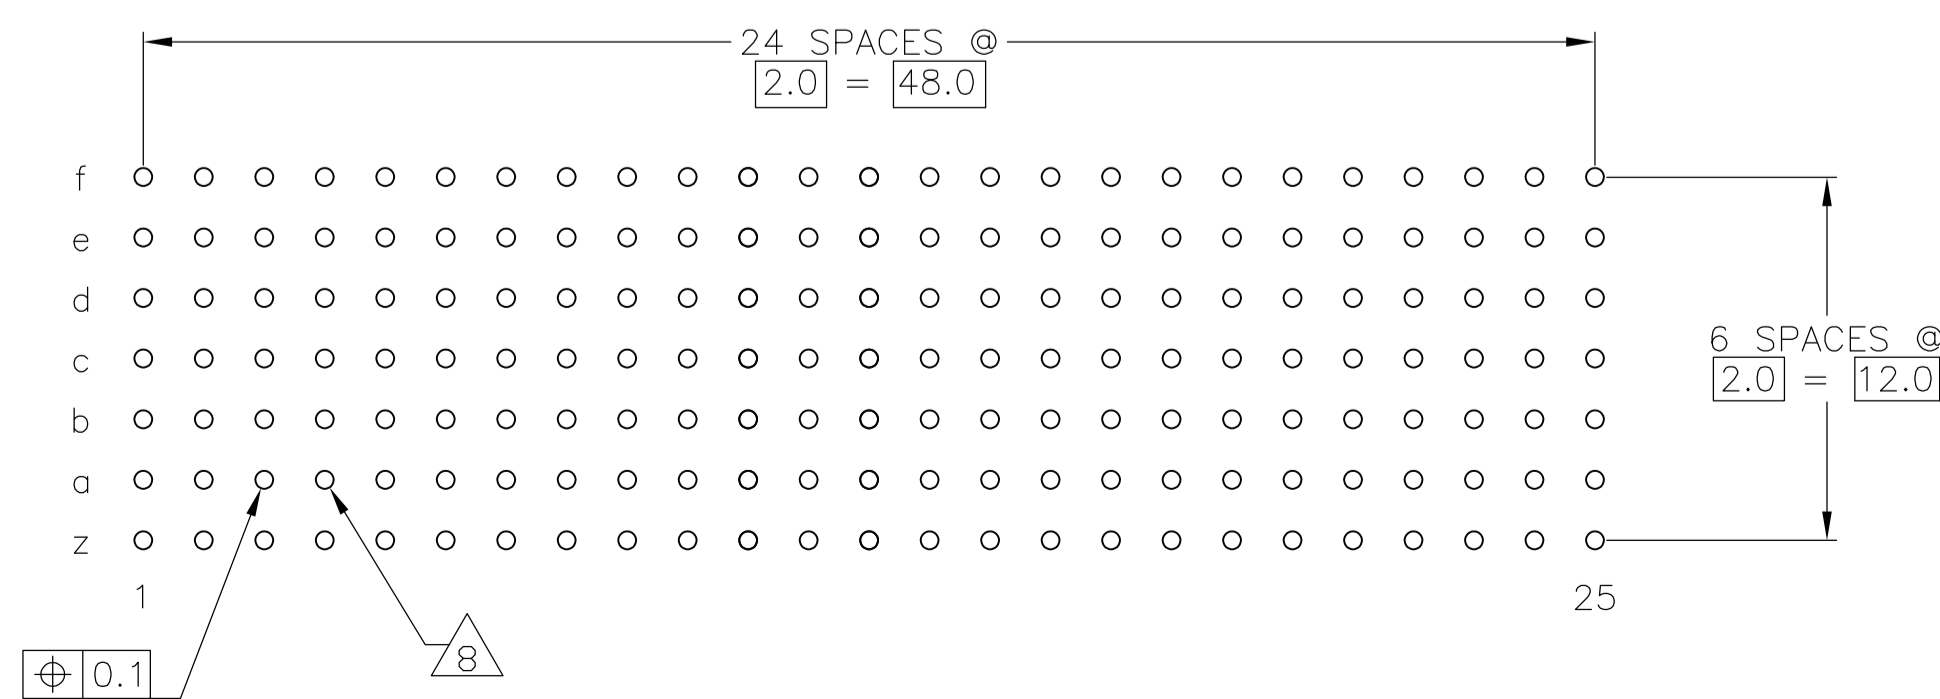 24 SPACES @
2.0 = 48.0
f
e
d
c
6 SPACES @
2.0 = 12.0
b
a
z
1
25
8
⌖ 0.1